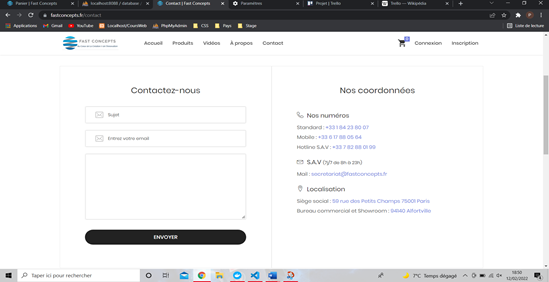 Panier | Fast Concepts
localhost:8088 / database /
Contact | Fast Concepts
Paramètres
Projet | Trello
Trello — Wikipédia
fastconcepts.fr/contact
Applications Gmail YouTube Localhost/CoursWeb PhpMyAdmin CSS Pays Stage Liste de lecture
FAST CONCEPTS
Accueil Produits Vidéos À propos Contact
0
Connexion Inscription
Contactez-nous
Sujet
Entrez votre email
ENVOYER
Nos coordonnées
Nos numéros
Standard : +33 1 84 23 80 07
Mobile : +33 6 17 88 05 64
Hotline S.A.V : +33 7 82 88 01 99
S.A.V (7j/7 de 8h à 23h)
Mail : secretariat@fastconcepts.fr
Localisation
Siège social : 59 rue des Petits Champs 75001 Paris
Bureau commercial et Showroom : 94140 Alfortville
Taper ici pour rechercher
7°C Temps dégagé
19:50
12/02/2022